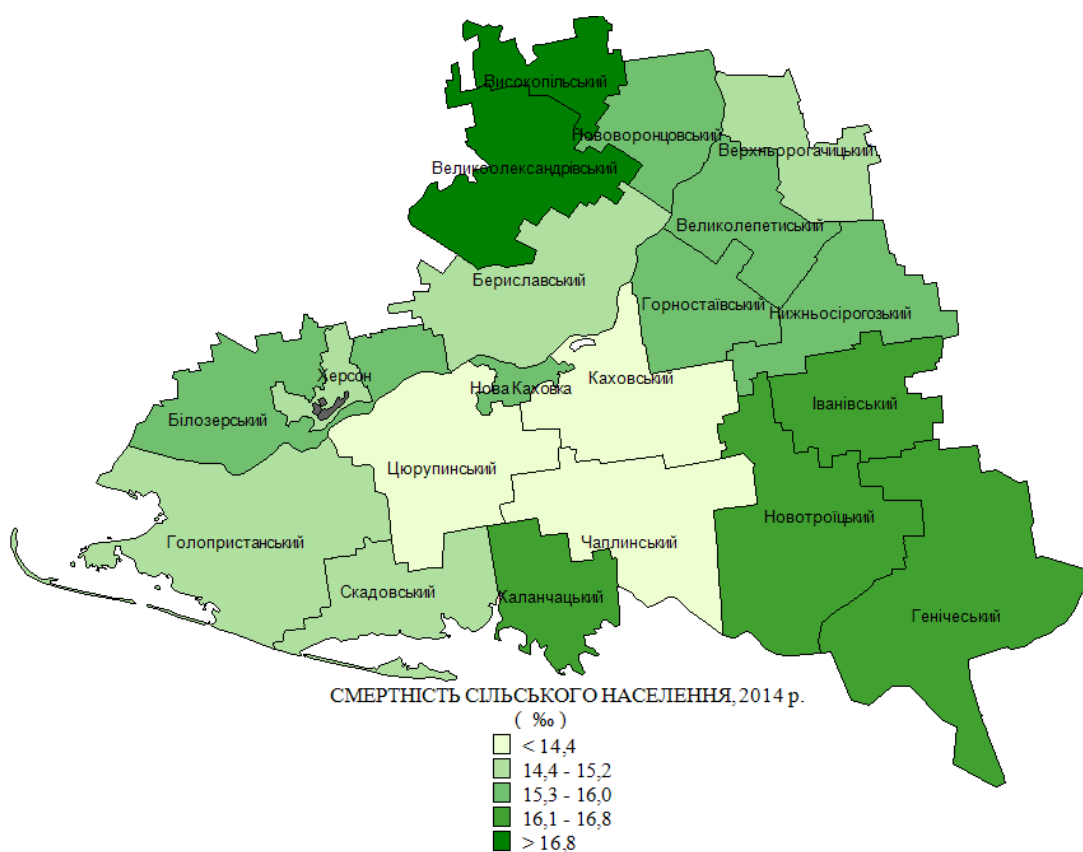 Високопільський
Нововоронцовський
Верхньорогачицький
Великоолександрівський
Великолепетиський
Бериславський
Горностаївський
Нижньосірогозький
Херсон
Нова Каховка
Каховський
Іванівський
Білозерський
Цюрупинський
Новотроїцький
Голопристанський
Чаплинський
Скадовський
Каланчацький
Генічеський
СМЕРТНІСТЬ СІЛЬСЬКОГО НАСЕЛЕННЯ, 2014 р.
( ‰ )
< 14,4
14,4 - 15,2
15,3 - 16,0
16,1 - 16,8
> 16,8